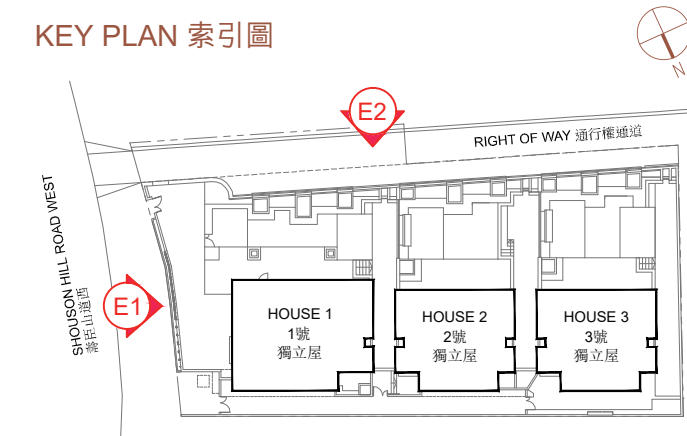 KEY PLAN 索引圖
N
E2
RIGHT OF WAY 通行權通道
SHOUSON HILL ROAD WEST
壽臣山道西
E1
HOUSE 1
1號
獨立屋
HOUSE 2
2號
獨立屋
HOUSE 3
3號
獨立屋